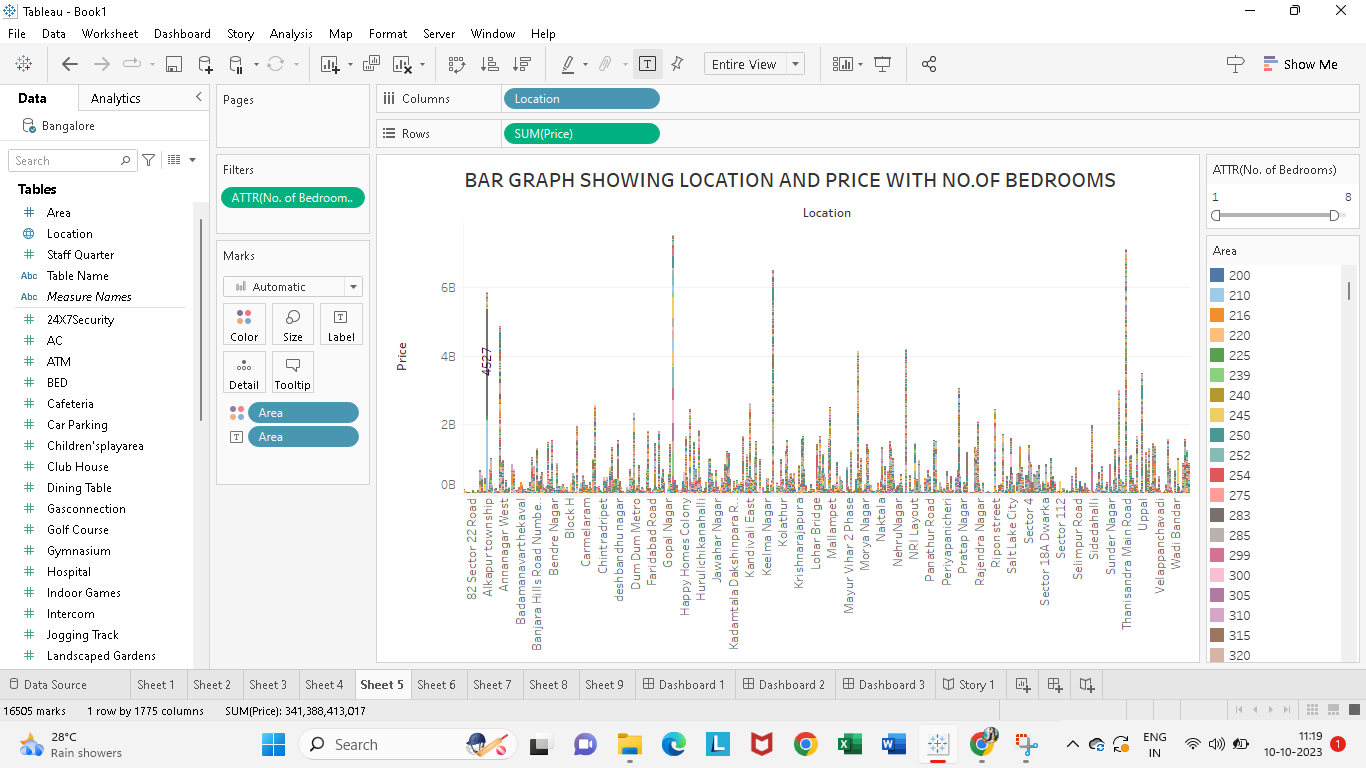 Tableau - Book1
File Data Worksheet Dashboard Story Analysis Map Format Server Window Help
Entire View
Show Me
Data Analytics
Bangalore
Search
Tables
Area
Location
Staff Quarter
Abc Table Name
Abc Measure Names
24X7Security
AC
ATM
BED
Cafeteria
Car Parking
Children'splayarea
Club House
Dining Table
Gasconnection
Golf Course
Gymnasium
Hospital
Indoor Games
Intercom
Jogging Track
Landscaped Gardens
Pages
Filters
ATTR(No. of Bedroom..
Marks
Automatic
Color Size Label
Detail Tooltip
Area
Area
Columns Location
Rows SUM(Price)
BAR GRAPH SHOWING LOCATION AND PRICE WITH NO.OF BEDROOMS
Location
Price
6B
4B
2B
0B
4527
82 Sector 22 Road
Alkapur township
Annanagar West
Badamanavarthekaval
Banjara Hills Road Numbe..
Bendre Nagar
Block H
Carmelaram
Chintradripet
deshbandhu nagar
Dum Dum Metro
Faridabad Road
Gopal Nagar
Happy Homes Colony
Hurulichikanahalli
Jawahar Nagar
Kadamtala Dakshinpara R..
Kandivali East
Keelma Nagar
Kolathur
Krishnarajapura
Lohar Bridge
Mallampet
Mayur Vihar 2 Phase
Morya Nagar
Naktala
NehruNagar
NRI Layout
Panathur Road
Periyapanicheri
Pratap Nagar
Rajendra Nagar
Ripon street
Salt Lake City
Sector 4
Sector 18A Dwarka
Sector 112
Selimpur Road
Sidedahalli
Sunder Nagar
Thanisandra Main Road
Uppal
Velappanchavadi
Wadi Bandar
ATTR(No. of Bedrooms)
1 8
Area
200
210
216
220
225
239
240
245
250
252
254
275
283
285
299
300
305
310
315
320
Data Source Sheet 1 Sheet 2 Sheet 3 Sheet 4 Sheet 5 Sheet 6 Sheet 7 Sheet 8 Sheet 9 Dashboard 1 Dashboard 2 Dashboard 3 Story 1
16505 marks 1 row by 1775 columns SUM(Price): 341,388,413,017
28°C
Rain showers
Search
ENG
IN
11:19
10-10-2023
1